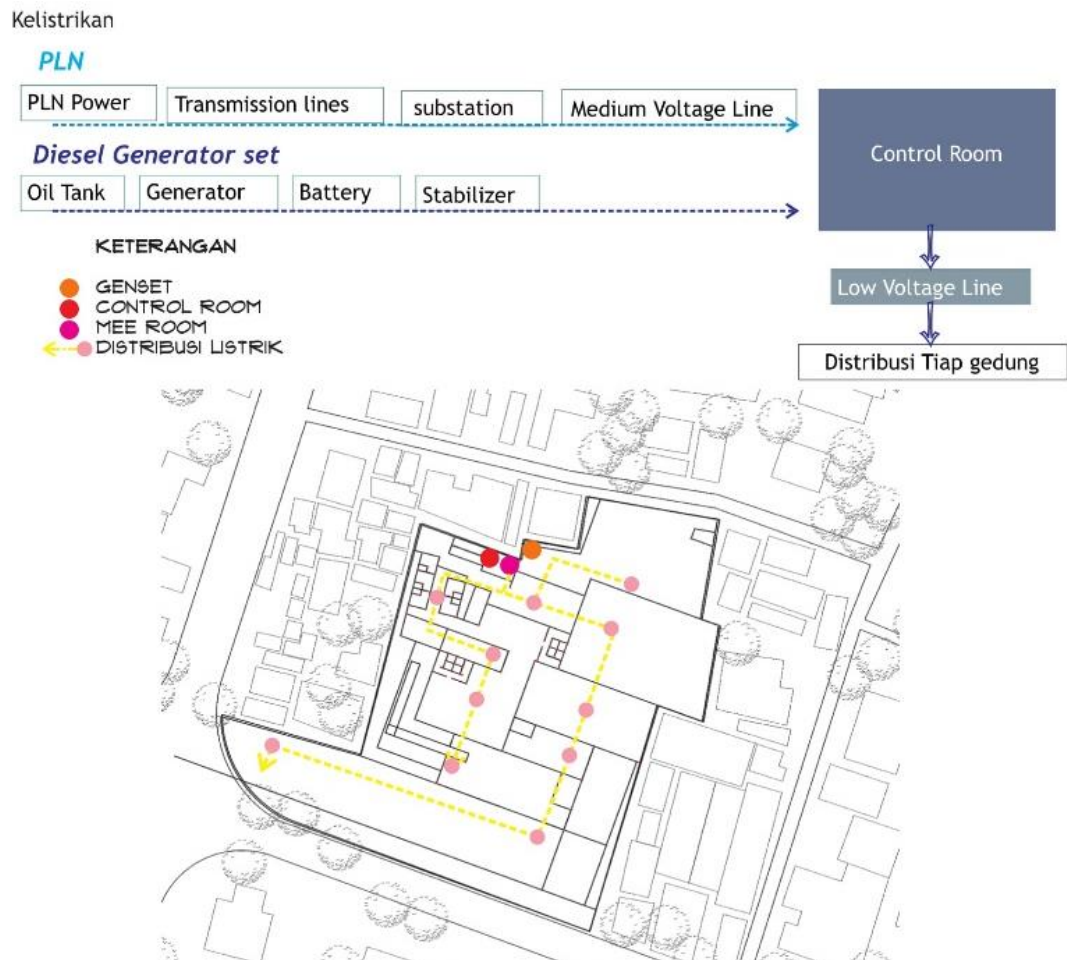 Kelistrikan
PLN
PLN Power
Transmission lines
substation
Medium Voltage Line
Control Room
Diesel Generator set
Oil Tank
Generator
Battery
Stabilizer
KETERANGAN
GENSET
CONTROL ROOM
MEE ROOM
DISTRIBUSI LISTRIK
Low Voltage Line
Distribusi Tiap gedung